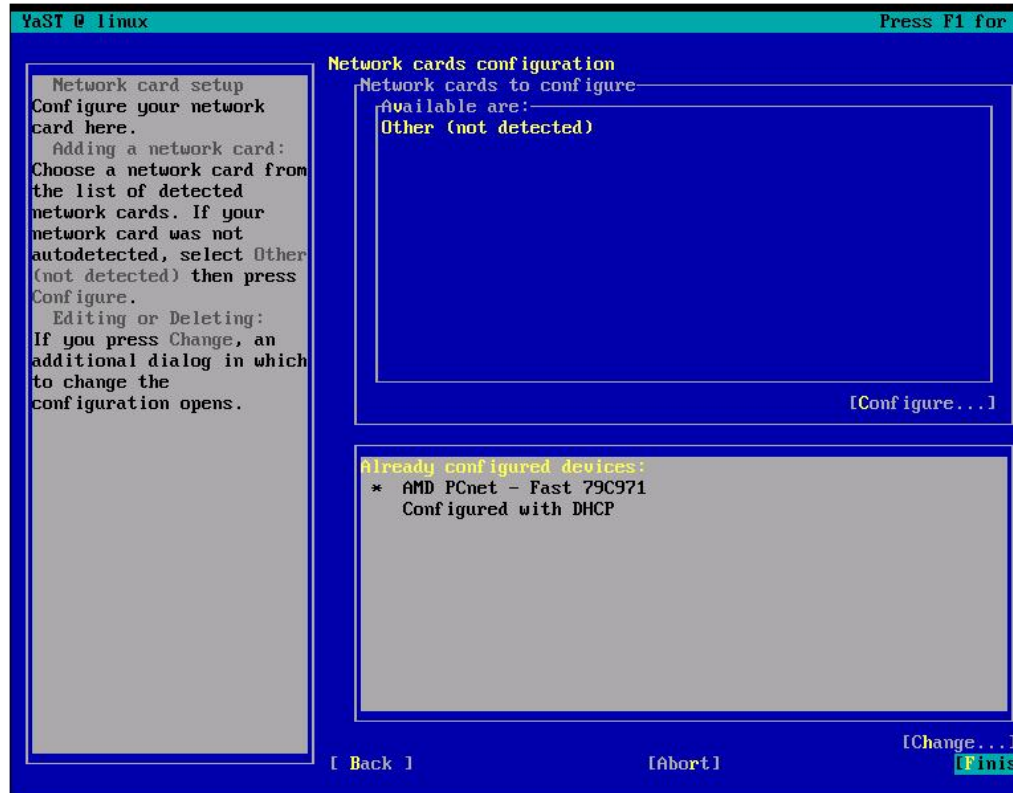 YaST @ linux Press F1 for
Network card setup
Configure your network
card here.
Adding a network card:
Choose a network card from
the list of detected
network cards. If your
network card was not
autodetected, select Other
(not detected) then press
Configure.
Editing or Deleting:
If you press Change, an
additional dialog in which
to change the
configuration opens.
Network cards configuration
Network cards to configure
Available are:
Other (not detected)
[Configure...]
Already configured devices:
* AMD PCnet - Fast 79C971
Configured with DHCP
[Change...]
[ Back ] [Abort] [Finis